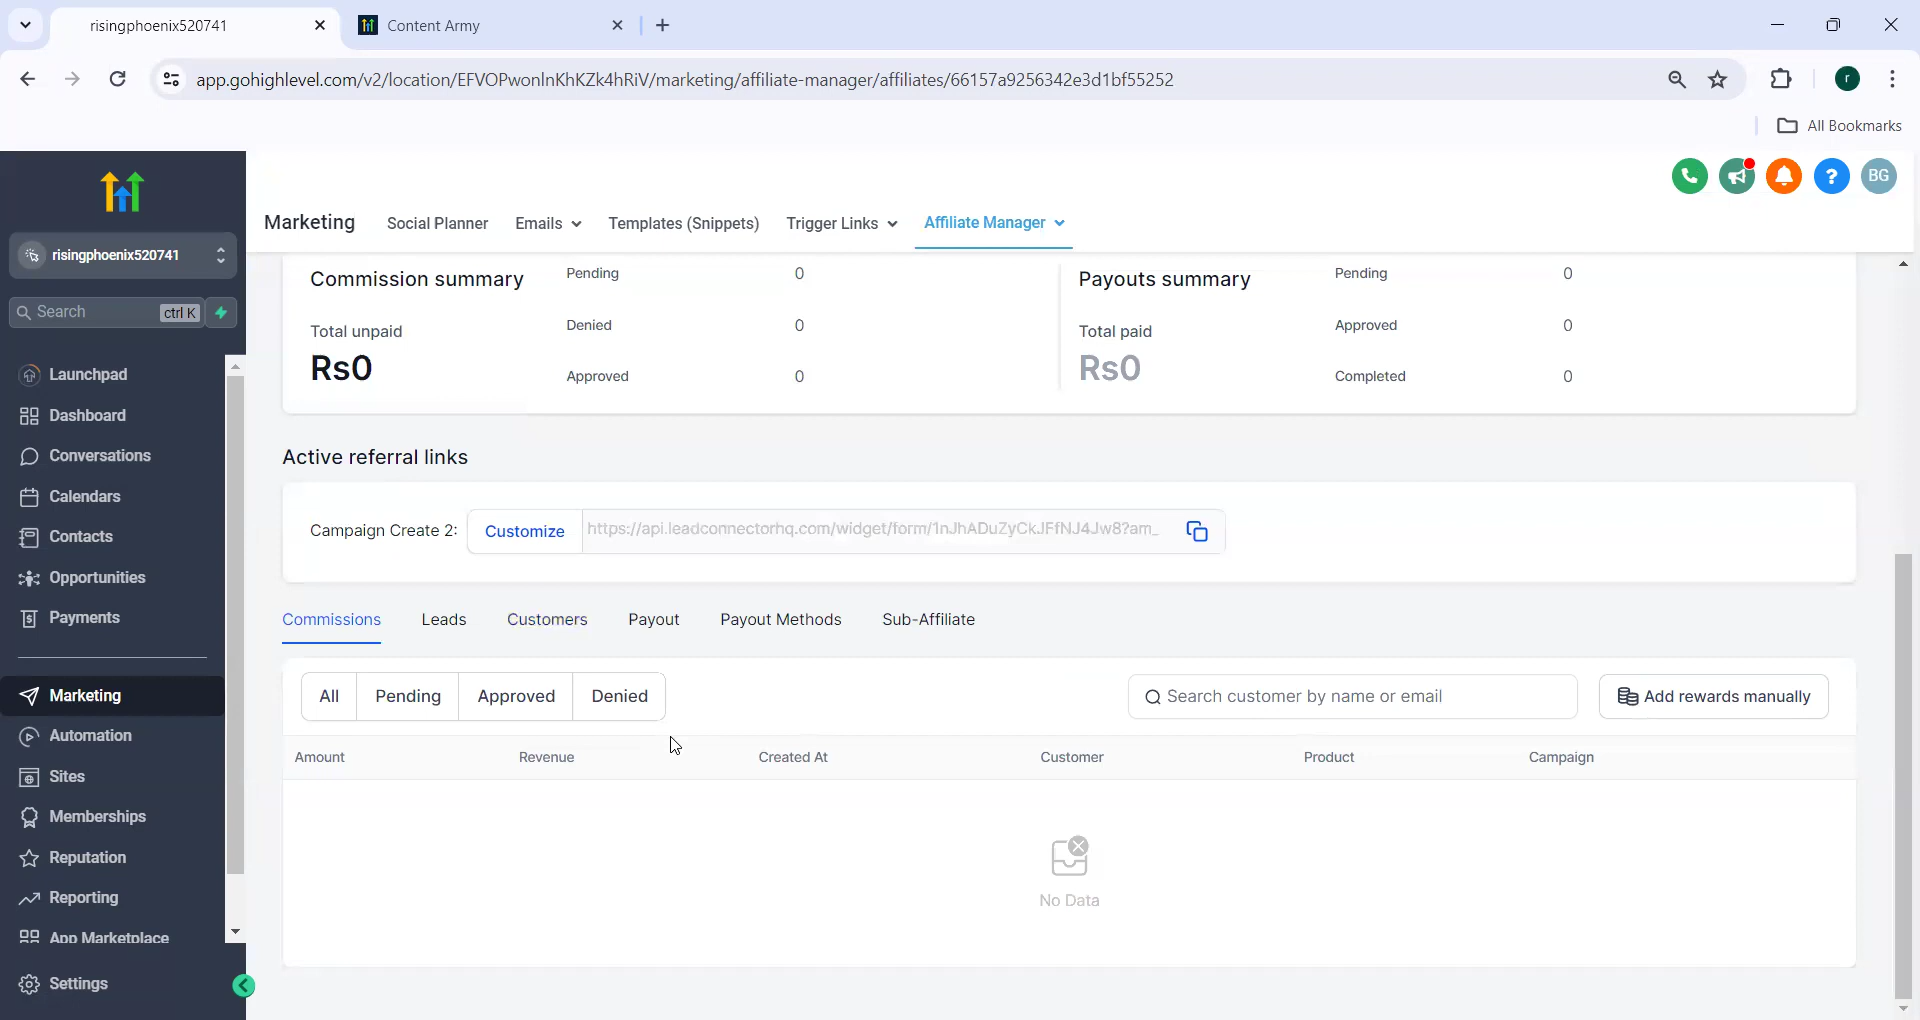 risingphoenix520741
Content Army
app.gohighlevel.com/v2/location/EFVOPwonlnKhKZk4hRiV/marketing/affiliate-manager/affiliates/66157a9256342e3d1bf55252
r
All Bookmarks
BG
risingphoenix520741
Search
ctrl K
Launchpad
Dashboard
Conversations
Calendars
Contacts
Opportunities
Payments
Marketing
Automation
Sites
Memberships
Reputation
Reporting
App Marketplace
Settings
Marketing
Social Planner
Emails
Templates (Snippets)
Trigger Links
Affiliate Manager
Commission summary
Total unpaid
Rs0
Pending 0
Denied 0
Approved 0
Payouts summary
Total paid
Rs0
Pending 0
Approved 0
Completed 0
Active referral links
Campaign Create 2: Customize https://api.leadconnectorhq.com/widget/form/1nJhADuZyCkJFfNJ4Jw8?am_
Commissions
Leads
Customers
Payout
Payout Methods
Sub-Affiliate
All
Pending
Approved
Denied
Search customer by name or email
Add rewards manually
Amount
Revenue
Created At
Customer
Product
Campaign
No Data